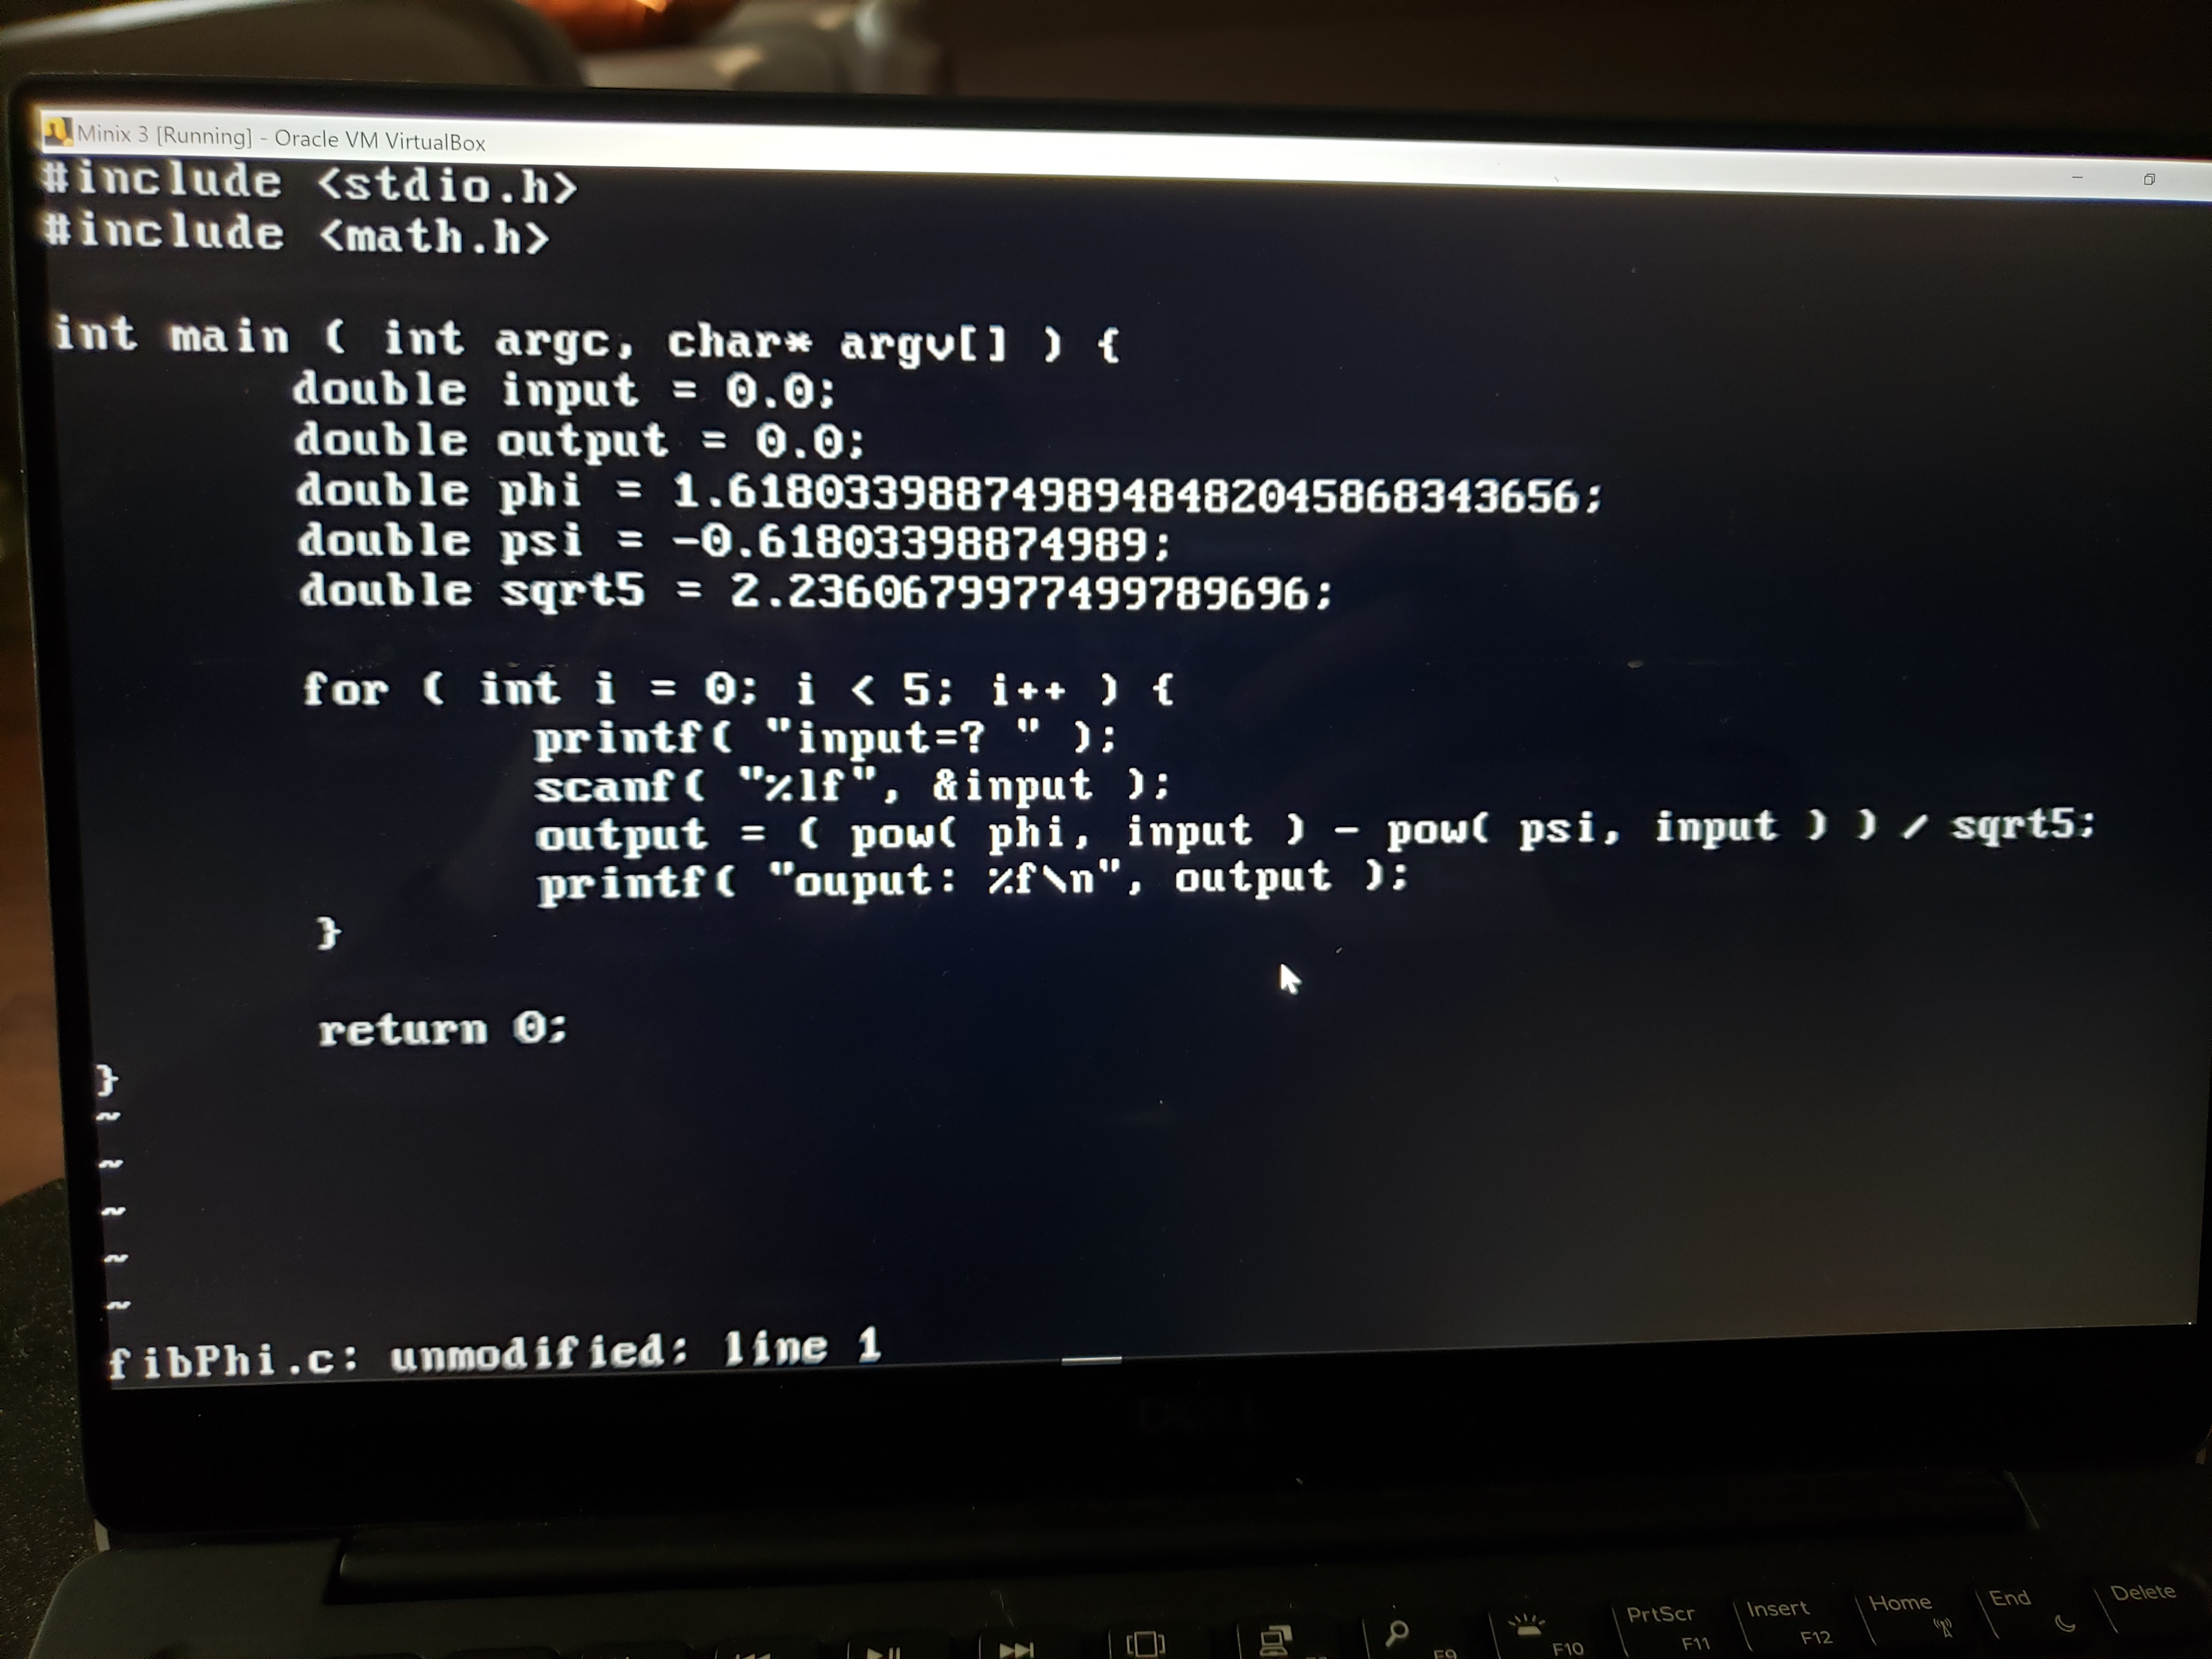 Minix 3 [Running] - Oracle VM VirtualBox
#include <stdio.h>
#include <math.h>
int main ( int argc, char* argv[] ) {
double input = 0.0;
double output = 0.0;
double phi = 1.6180339887498948482045868343656;
double psi = -0.61803398874989;
double sqrt5 = 2.2360679977499789696;
for ( int i = 0; i < 5; i++ ) {
printf( "input=? " );
scanf( "%lf", &input );
output = ( pow( phi, input ) - pow( psi, input ) ) / sqrt5;
printf( "ouput: %f\n", output );
}
return 0;
}
~
~
~
~
~
fibPhi.c: unmodified: line 1
DELL
F9
F10
PrtScr
F11
Insert
F12
Home
End
Delete